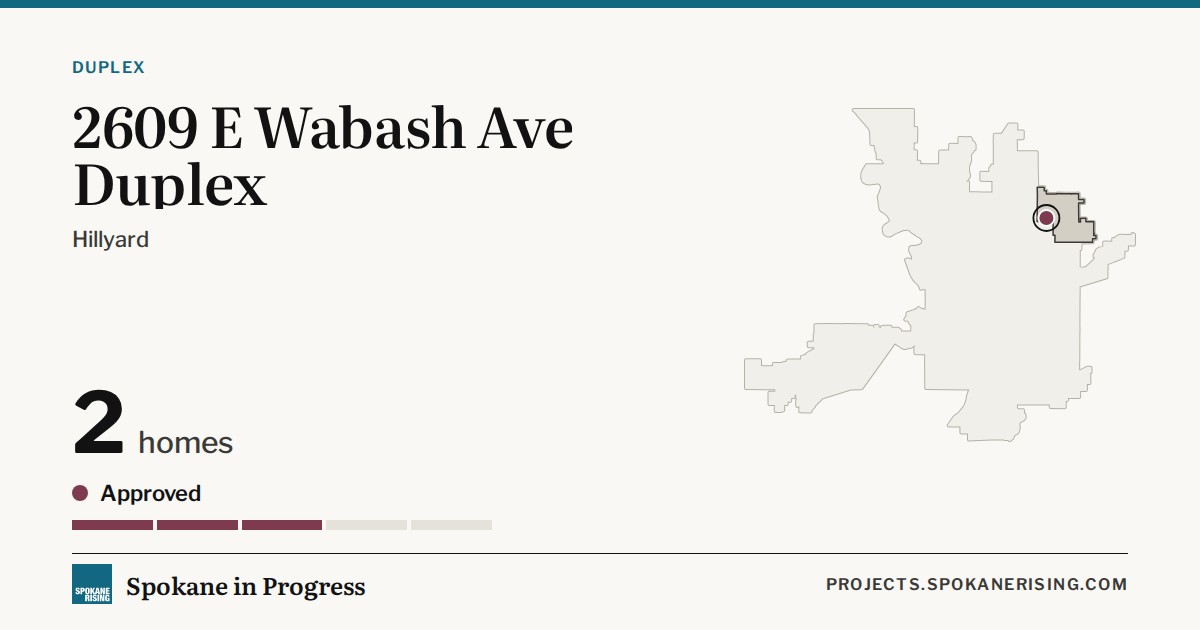 DUPLEX
2609 E Wabash Ave
Duplex
Hillyard
2 homes
Approved
SPOKANE
RISING
Spokane in Progress
PROJECTS.SPOKANERISING.COM